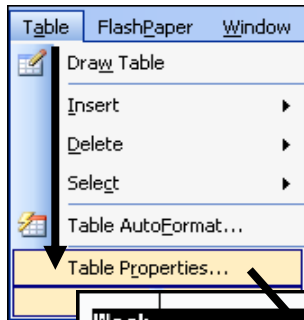 Table FlashPaper Window
Draw Table
Insert
Delete
Select
Table AutoFormat...
Table Properties...